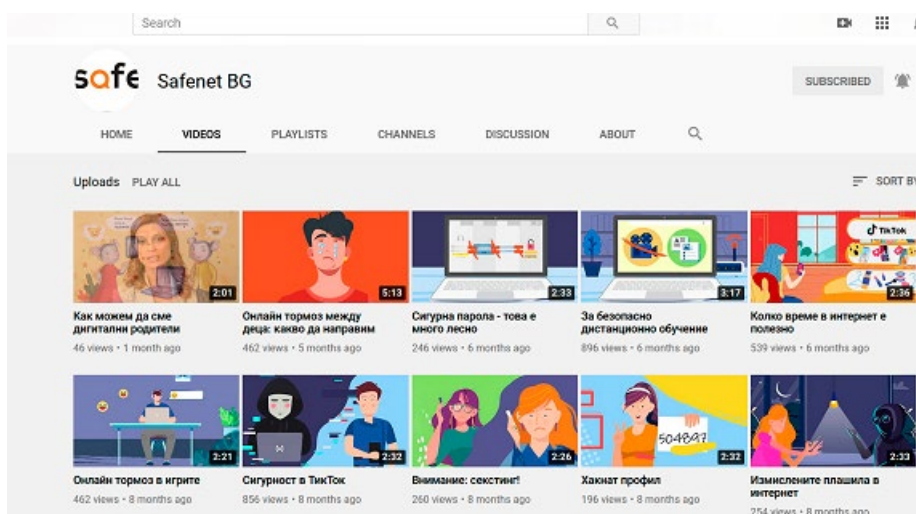 Search
safe Safenet BG
SUBSCRIBED
HOME VIDEOS PLAYLISTS CHANNELS DISCUSSION ABOUT
Uploads PLAY ALL
SORT BY
TikTok
2:01 5:13 2:33 3:17 2:36
Как можем да сме
дигитални родители
46 views • 1 month ago
Онлайн тормоз между
деца: какво да направим
462 views • 5 months ago
Сигурна парола - това е
много лесно
246 views • 6 months ago
За безопасно
дистанционно обучение
896 views • 6 months ago
Колко време в интернет е
полезно
539 views • 6 months ago
504897
2:21 2:32 2:26 2:32 2:33
Онлайн тормоз в игрите
462 views • 8 months ago
Сигурност в TikTok
856 views • 8 months ago
Внимание: секстинг!
260 views • 8 months ago
Хакнат профил
196 views • 8 months ago
Измислените плашила в
интернет
254 views • 8 months ago